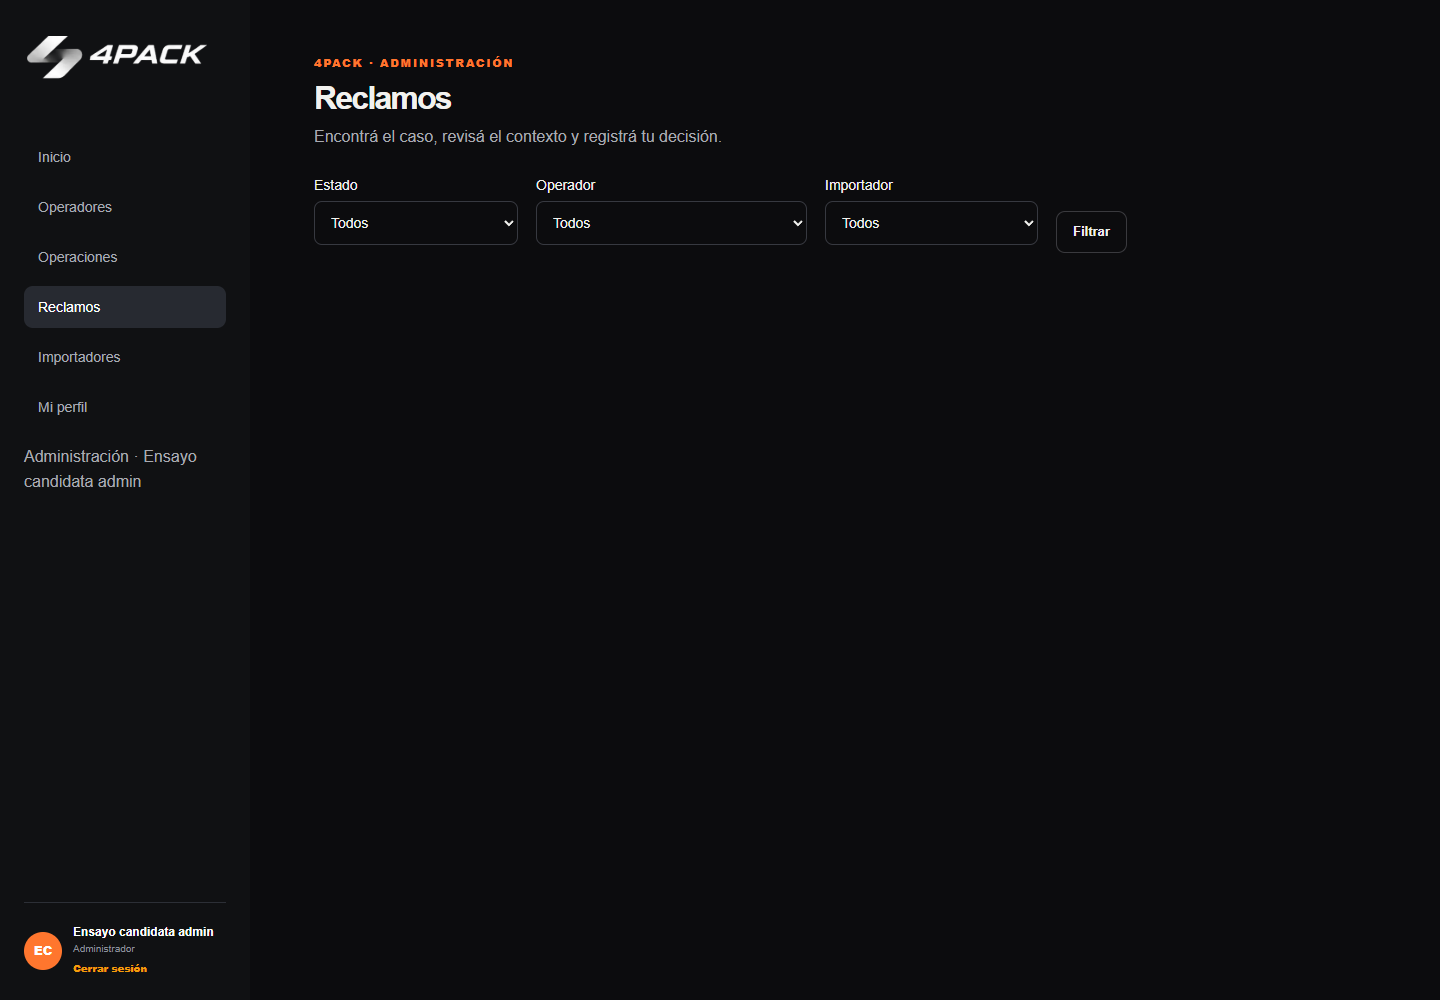 4PACK
Inicio
Operadores
Operaciones
Reclamos
Importadores
Mi perfil
Administración · Ensayo
candidata admin
EC
Ensayo candidata admin
Administrador
Cerrar sesión
4PACK · ADMINISTRACIÓN
Reclamos
Encontrá el caso, revisá el contexto y registrá tu decisión.
Estado
Operador
Importador
Todos
Todos
Todos
Filtrar